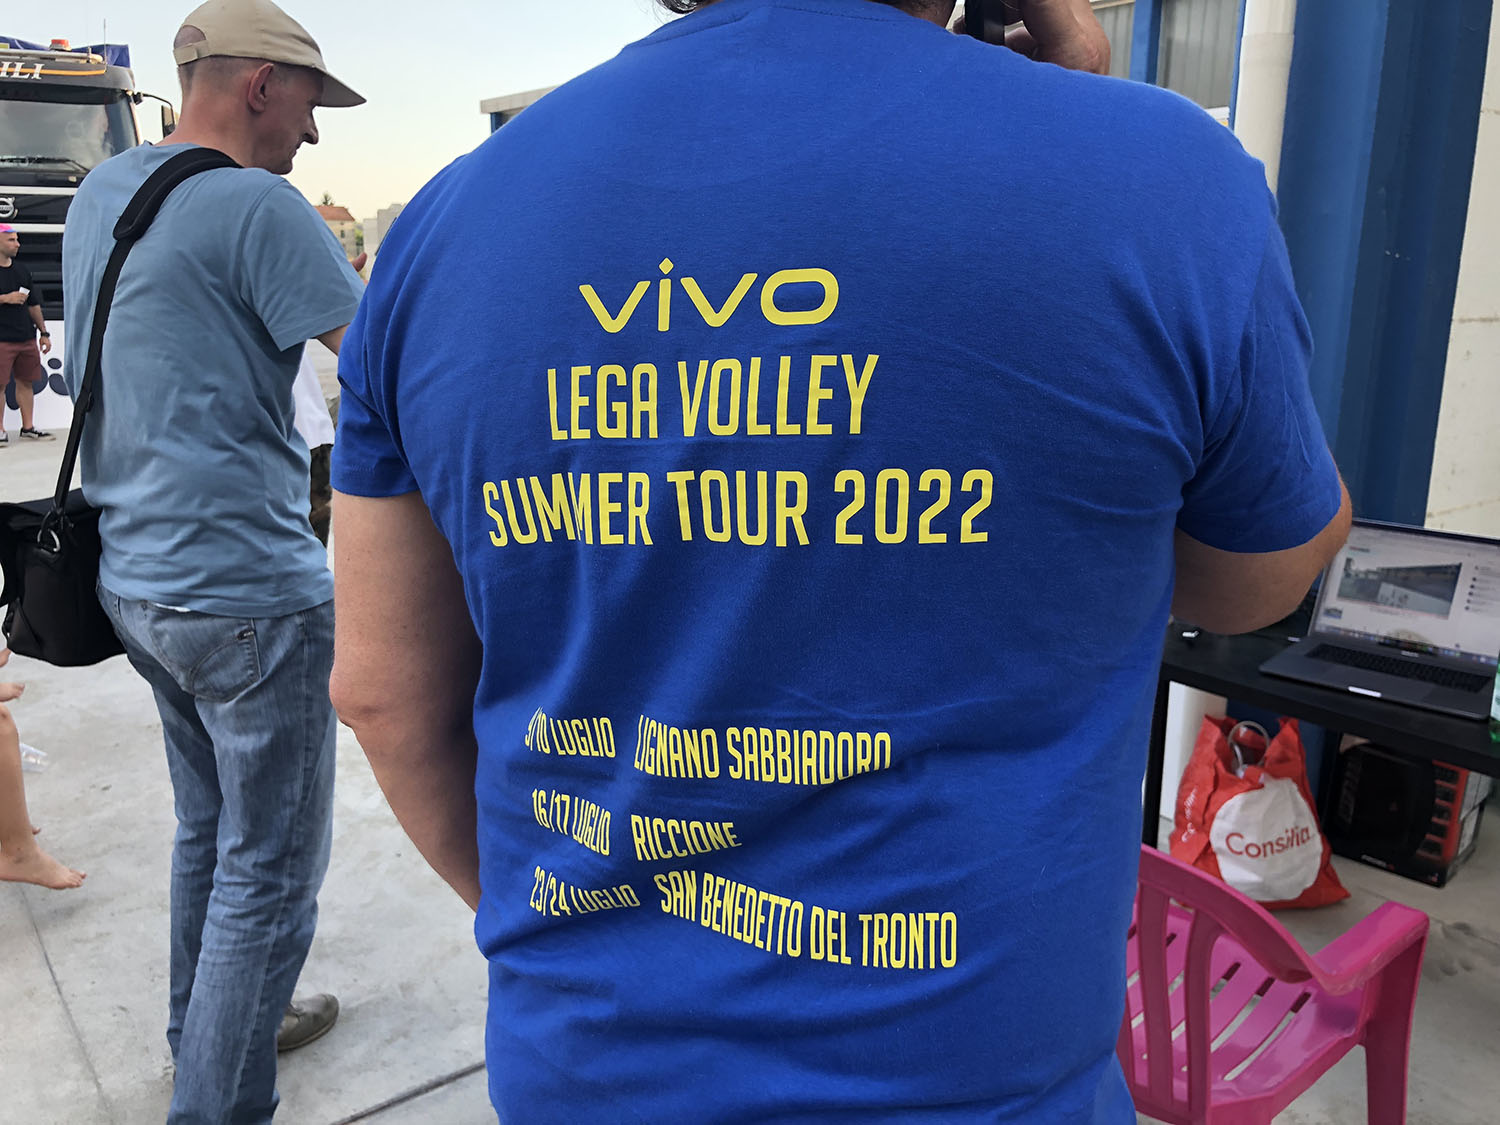 vivo
LEGA VOLLEY
SUMMER TOUR 2022
9/10 LUGLIO LIGNANO SABBIADORO
16/17 LUGLIO RICCIONE
23/24 LUGLIO SAN BENEDETTO DEL TRONTO
Consilia